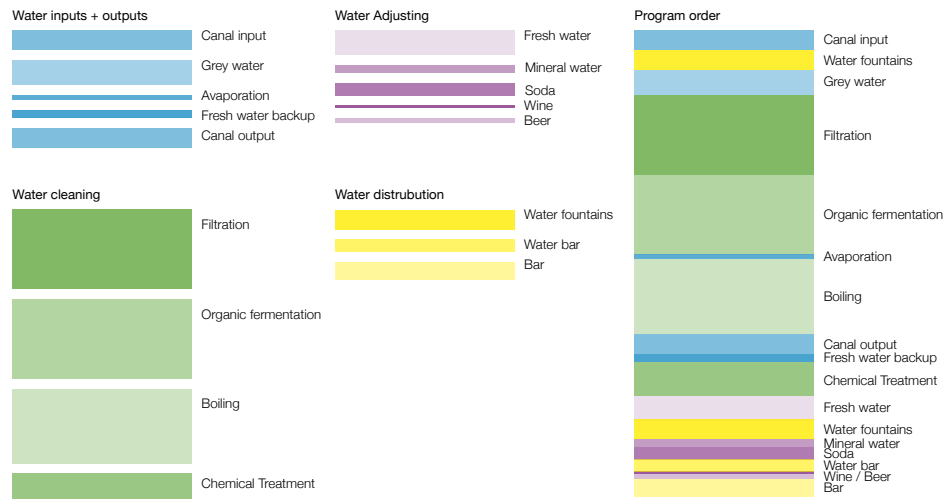 Water inputs + outputs
Canal input
Grey water
Avaporation
Fresh water backup
Canal output
Water Adjusting
Fresh water
Mineral water
Soda
Wine
Beer
Water cleaning
Filtration
Organic fermentation
Boiling
Chemical Treatment
Water distrubution
Water fountains
Water bar
Bar
Program order
Canal input
Water fountains
Grey water
Filtration
Organic fermentation
Avaporation
Boiling
Canal output
Fresh water backup
Chemical Treatment
Fresh water
Water fountains
Mineral water
Soda
Water bar
Wine / Beer
Bar